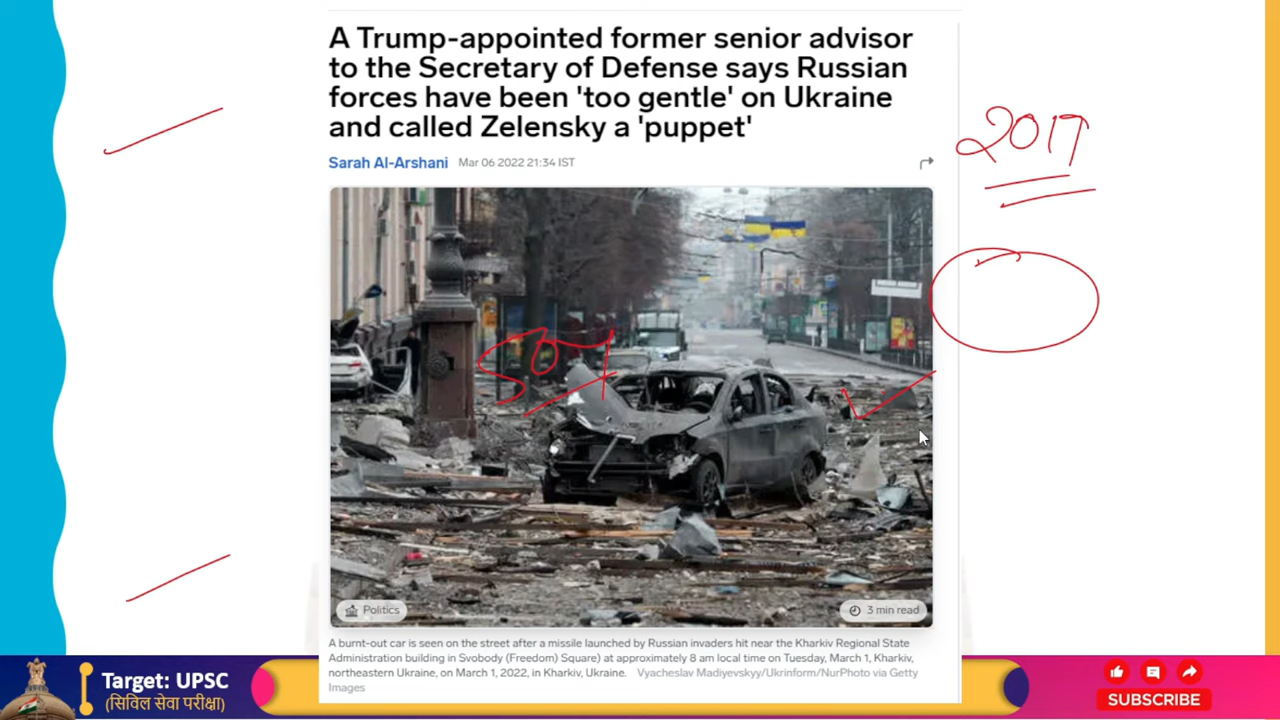 A Trump-appointed former senior advisor
to the Secretary of Defense says Russian
forces have been 'too gentle' on Ukraine
and called Zelensky a 'puppet'
Sarah Al-Arshani Mar 06 2022 21:34 IST
2017
Politics
3 min read
A burnt-out car is seen on the street after a missile launched by Russian invaders hit near the Kharkiv Regional State
Administration building in Svobody (Freedom) Square) at approximately 8 am local time on Tuesday, March 1, Kharkiv,
northeastern Ukraine, on March 1, 2022, in Kharkiv, Ukraine. Vyacheslav Madiyevskyy/Ukrinform/NurPhoto via Getty
Images
Target: UPSC
(सिविल सेवा परीक्षा)
SUBSCRIBE